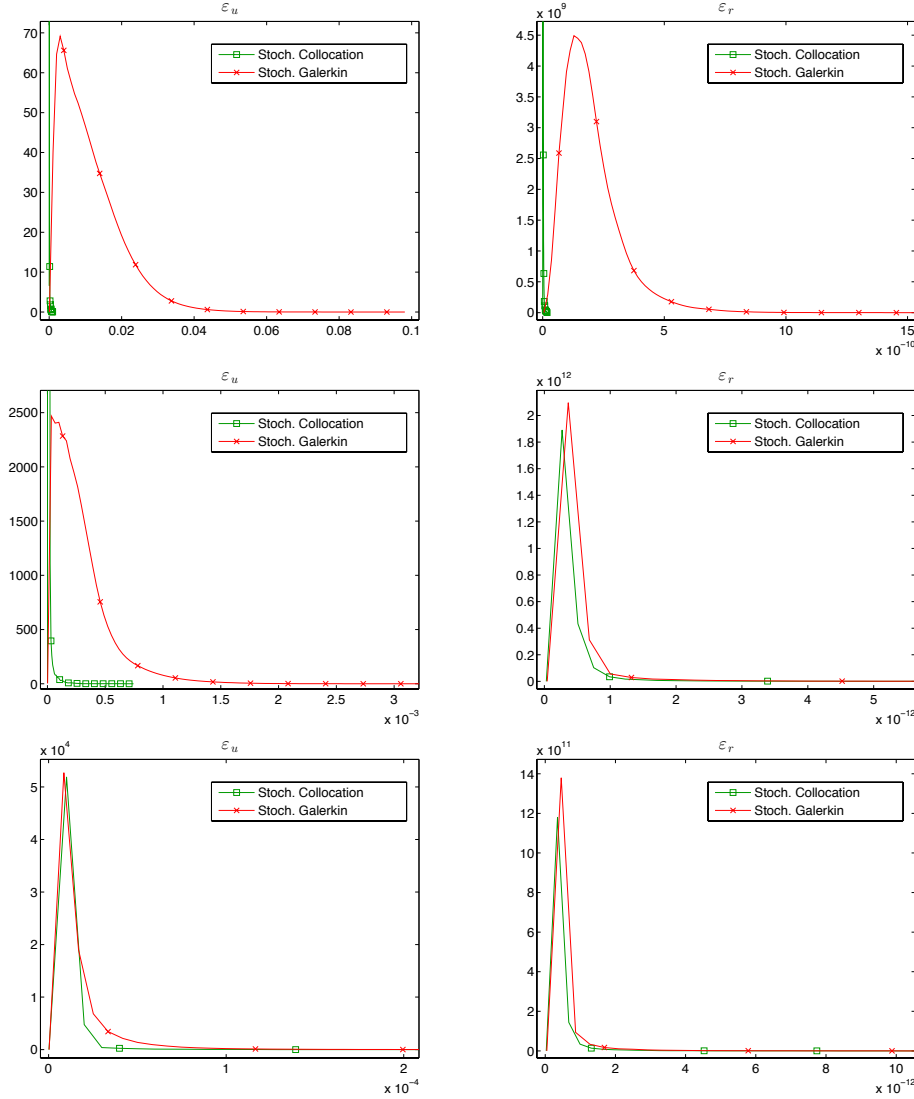 ε_u
70
60
50
40
30
20
10
0
0 0.02 0.04 0.06 0.08 0.1
Stoch. Collocation
Stoch. Galerkin
ε_r
x 10^9
4.5
4
3.5
3
2.5
2
1.5
1
0.5
0
0 5 10 15
x 10^-10
Stoch. Collocation
Stoch. Galerkin
ε_u
2500
2000
1500
1000
500
0
0 0.5 1 1.5 2 2.5 3
x 10^-3
Stoch. Collocation
Stoch. Galerkin
ε_r
x 10^12
2
1.8
1.6
1.4
1.2
1
0.8
0.6
0.4
0.2
0
0 1 2 3 4 5
x 10^-12
Stoch. Collocation
Stoch. Galerkin
ε_u
x 10^4
5
4
3
2
1
0
0 1 2
x 10^-4
Stoch. Collocation
Stoch. Galerkin
ε_r
x 10^11
14
12
10
8
6
4
2
0
0 2 4 6 8 10
x 10^-12
Stoch. Collocation
Stoch. Galerkin